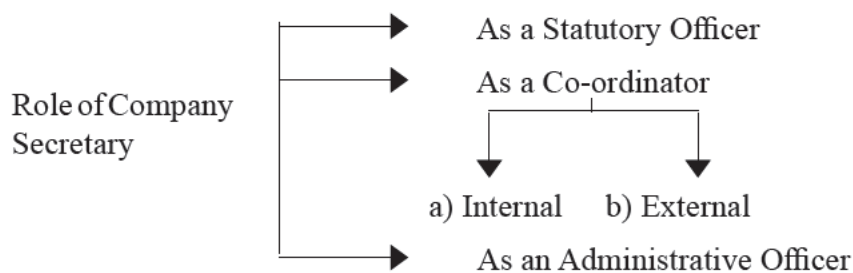 As a Statutory Officer
As a Co-ordinator
Role of Company
Secretary
a) Internal b) External
As an Administrative Officer